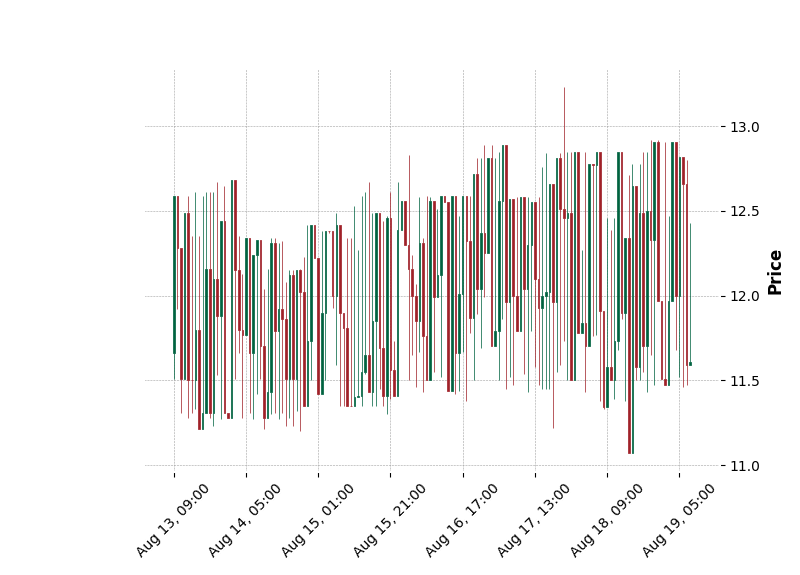 13.0
12.5
12.0
11.5
11.0
Price
Aug 13, 09:00
Aug 14, 05:00
Aug 15, 01:00
Aug 15, 21:00
Aug 16, 17:00
Aug 17, 13:00
Aug 18, 09:00
Aug 19, 05:00